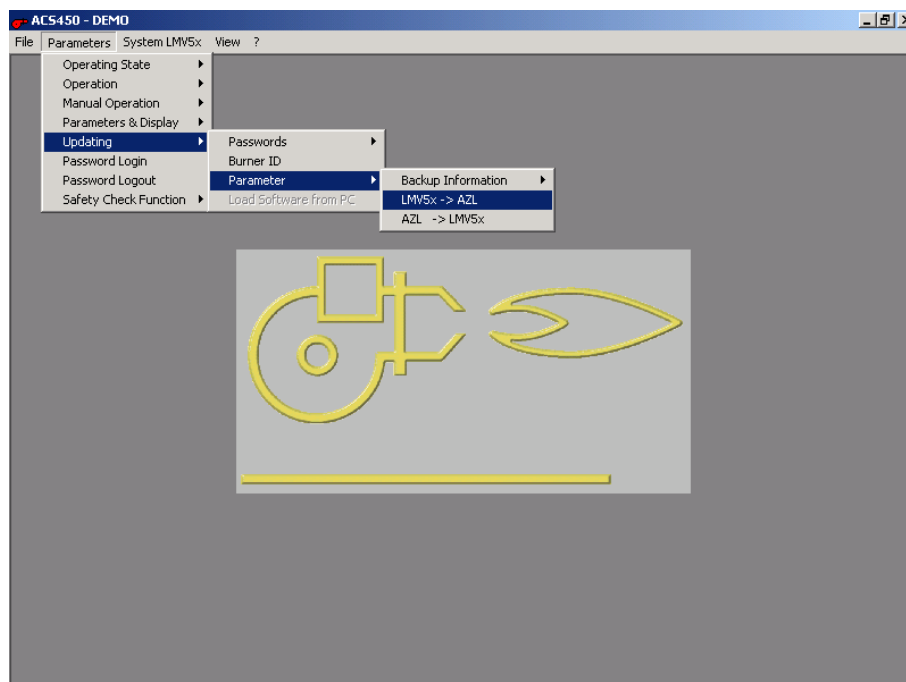 ACS450 - DEMO
File Parameters System LMV5x View ?
Operating State
Operation
Manual Operation
Parameters & Display
Updating
Password Login
Password Logout
Safety Check Function
Passwords
Burner ID
Parameter
Load Software from PC
Backup Information
LMV5x -> AZL
AZL -> LMV5x